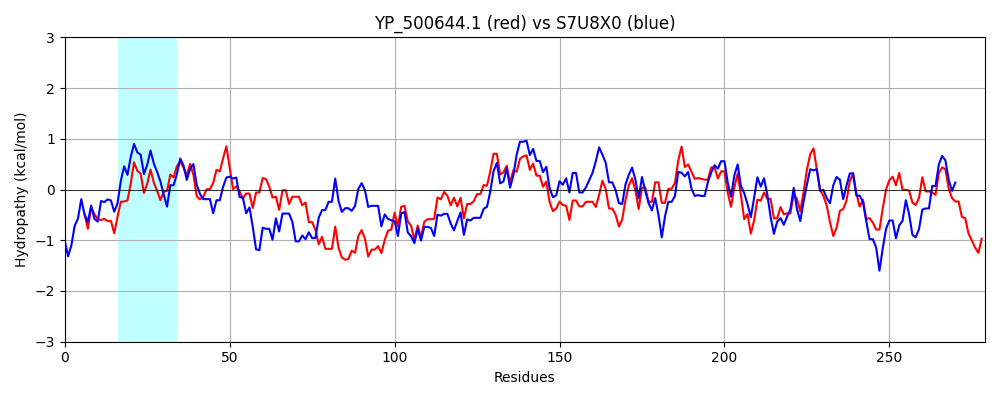 YP_500644.1 (red) vs S7U8X0 (blue)
3
2
1
0
−1
−2
−3
Hydropathy (kcal/mol)
0 50 100 150 200 250
Residues